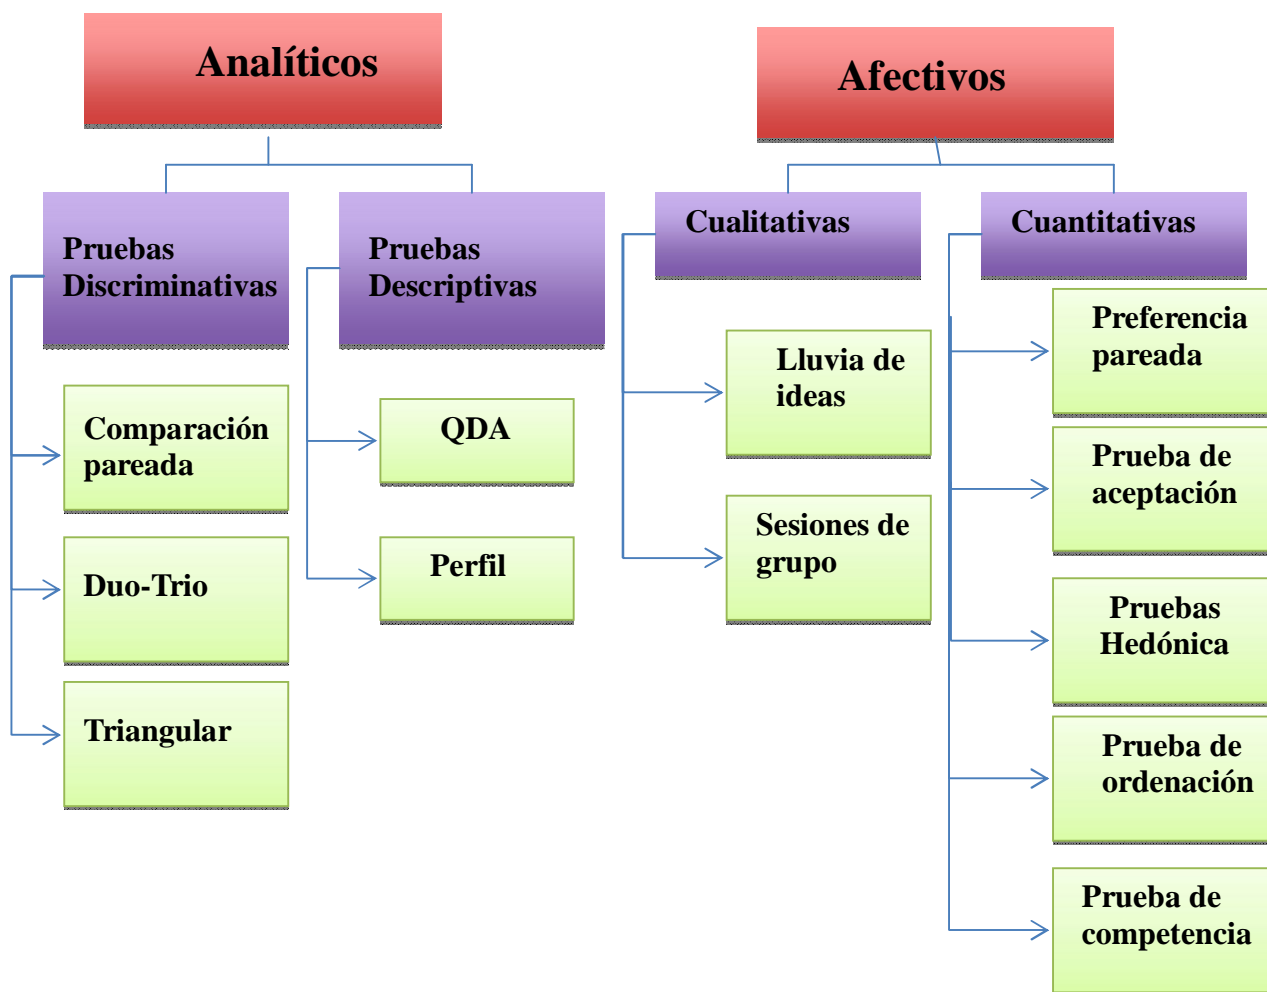 Analíticos
Afectivos
Pruebas
Discriminativas
Pruebas
Descriptivas
Cualitativas
Cuantitativas
Comparación
pareada
Duo-Trio
Triangular
QDA
Perfil
Lluvia de
ideas
Sesiones de
grupo
Preferencia
pareada
Prueba de
aceptación
Pruebas
Hedónica
Prueba de
ordenación
Prueba de
competencia